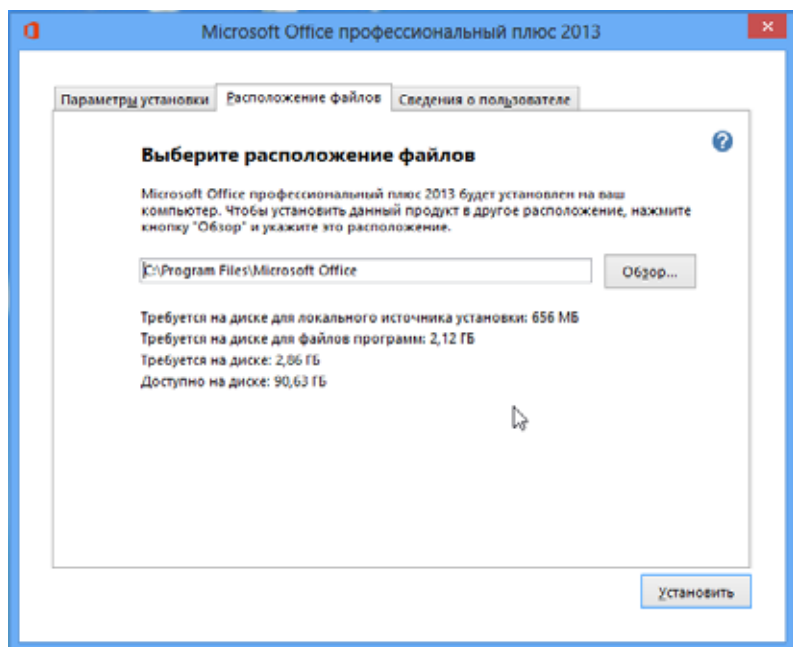 Microsoft Office профессиональный плюс 2013
Параметры установки Расположение файлов Сведения о пользователе
Выберите расположение файлов
Microsoft Office профессиональный плюс 2013 будет установлен на ваш
компьютер. Чтобы установить данный продукт в другое расположение, нажмите
кнопку "Обзор" и укажите это расположение.
C:\Program Files\Microsoft Office
Обзор...
Требуется на диске для локального источника установки: 656 МБ
Требуется на диске для файлов программ: 2,12 ГБ
Требуется на диске: 2,86 ГБ
Доступно на диске: 90,63 ГБ
Установить